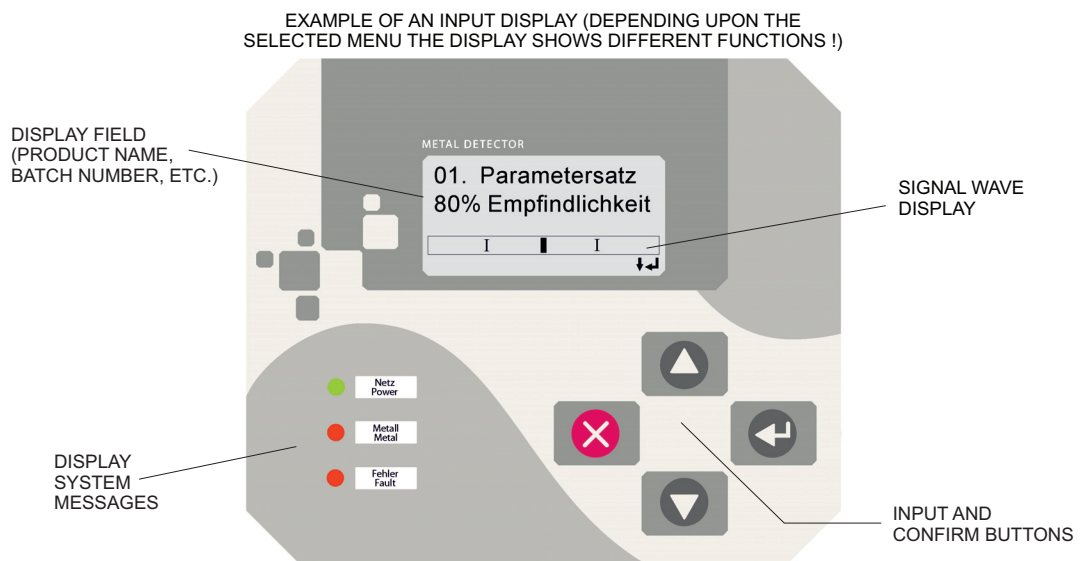 EXAMPLE OF AN INPUT DISPLAY (DEPENDING UPON THE
SELECTED MENU THE DISPLAY SHOWS DIFFERENT FUNCTIONS !)
DISPLAY FIELD
(PRODUCT NAME,
BATCH NUMBER, ETC.)
METAL DETECTOR
01. Parametersatz
80% Empfindlichkeit
I I
SIGNAL WAVE
DISPLAY
Netz
Power
Metall
Metal
Fehler
Fault
DISPLAY
SYSTEM
MESSAGES
INPUT AND
CONFIRM BUTTONS